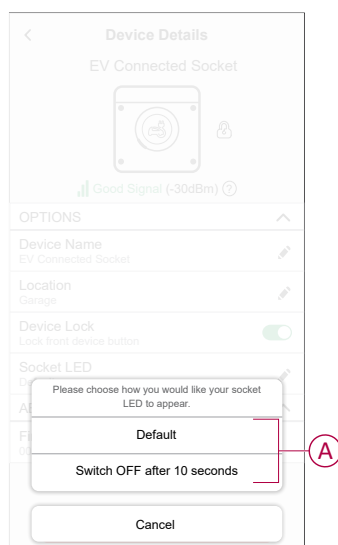 Device Details
EV Connected Socket
Good Signal (-30dBm) ?
OPTIONS
Device Name
EV Connected Socket
Location
Garage
Device Lock
Lock front device button
Socket LED
Please choose how you would like your socket
LED to appear.
Default
Switch OFF after 10 seconds
A
Cancel